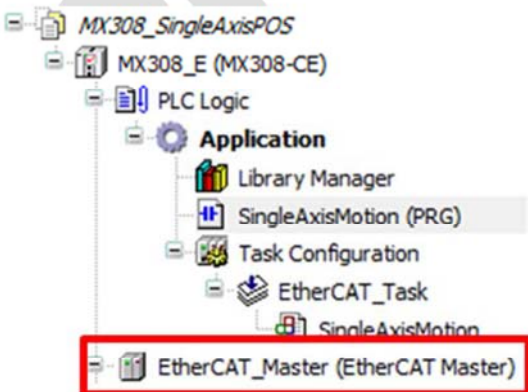 MX308_SingleAxisPOS
MX308_E (MX308-CE)
PLC Logic
Application
Library Manager
SingleAxisMotion (PRG)
Task Configuration
EtherCAT_Task
SingleAxisMotion
EtherCAT_Master (EtherCAT Master)